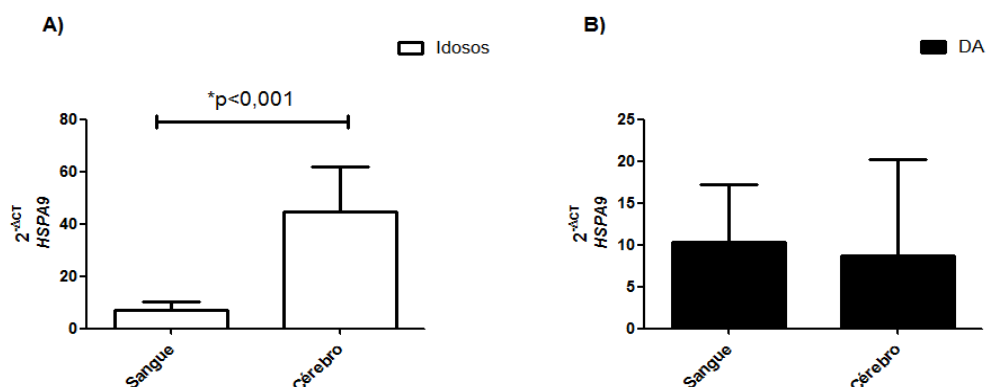 A)
Idosos
*p<0,001
80
60
40
20
0
2^-ΔCT
HSPA9
Sangue
Cérebro
B)
DA
25
20
15
10
5
0
2^-ΔCT
HSPA9
Sangue
Cérebro